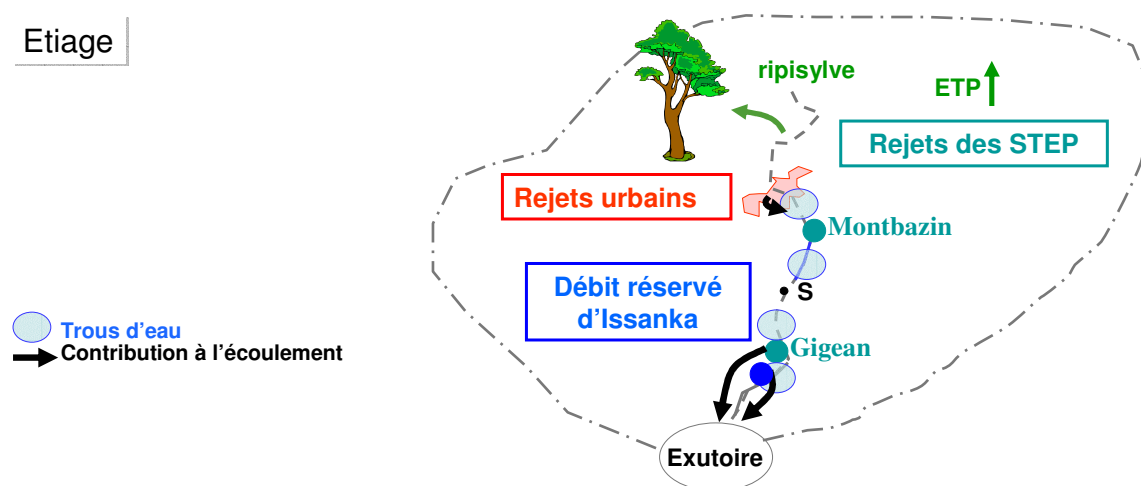 Etiage
ripisylve
ETP
Rejets des STEP
Rejets urbains
Montbazin
Débit réservé
d'Issanka
S
Trous d'eau
Contribution à l'écoulement
Gigean
Exutoire